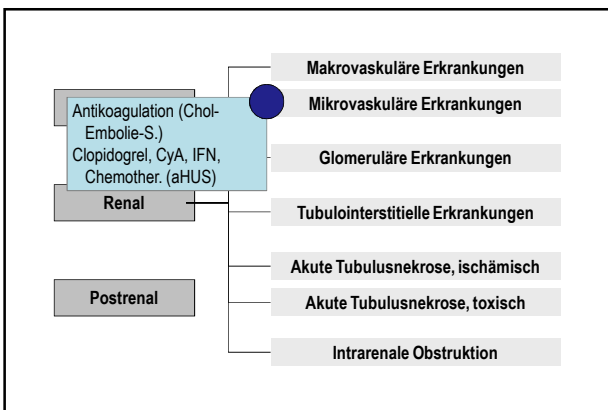 Makrovaskuläre Erkrankungen
Mikrovaskuläre Erkrankungen
Antikoagulation (Chol-
Embolie-S.)
Clopidogrel, CyA, IFN,
Chemother. (aHUS)
Glomeruläre Erkrankungen
Renal
Tubulointerstitielle Erkrankungen
Akute Tubulusnekrose, ischämisch
Postrenal
Akute Tubulusnekrose, toxisch
Intrarenale Obstruktion